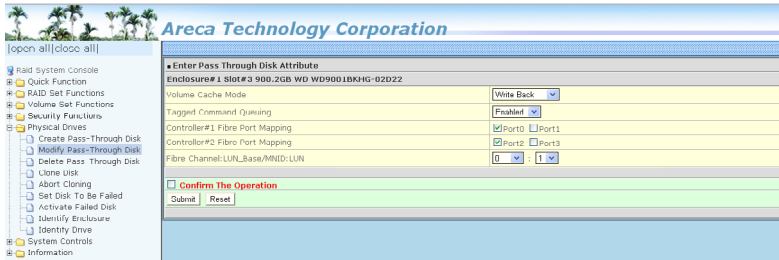 Areca Technology Corporation
|open all|close all|
Raid System Console
Quick Function
RAID Set Functions
Volume Set Functions
Security Functions
Physical Drives
Create Pass-Through Disk
Modify Pass-Through Disk
Delete Pass Through Disk
Clone Disk
Abort Cloning
Set Disk To Be Failed
Activate Failed Disk
Identify Enclosure
Identify Drive
System Controls
Information
Enter Pass Through Disk Attribute
Enclosure#1 Slot#3 900.2GB WD WD9001BKHG-02D22
Volume Cache Mode Write Back
Tagged Command Queuing Enabled
Controller#1 Fibre Port Mapping Port0 Port1
Controller#2 Fibre Port Mapping Port2 Port3
Fibre Channel:LUN_Base/MNID:LUN 0 : 1
Confirm The Operation
Submit Reset